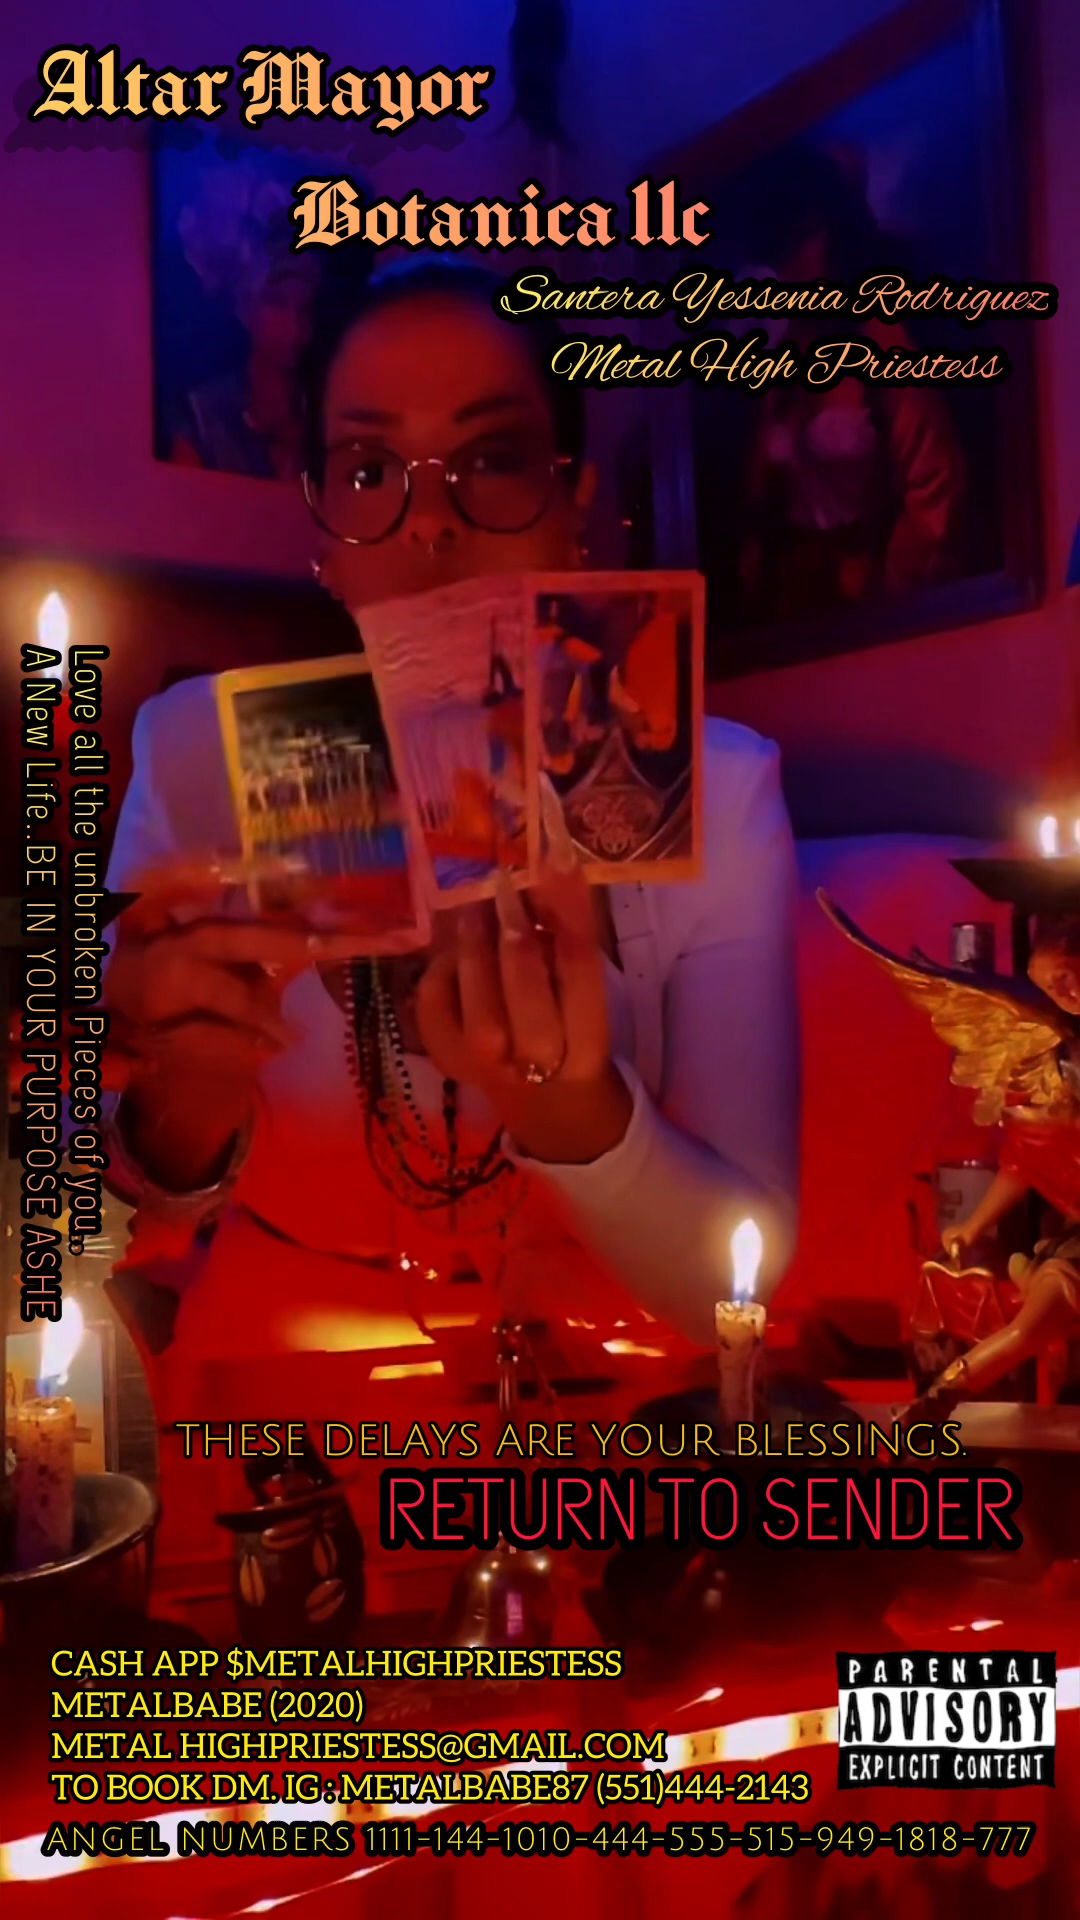 Altar Mayor
Botanica llc
Santera Yessenia Rodriguez
Metal High Priestess
Love all the unbroken Pieces of you..
A New Life..BE IN YOUR PURPOSE ASHE
THESE DELAYS ARE YOUR BLESSINGS.
RETURN TO SENDER
CASH APP $METALHIGHPRIESTESS
METALBABE (2020)
METAL HIGHPRIESTESS@GMAIL.COM
TO BOOK DM. IG : METALBABE87 (551)444-2143
PARENTAL
ADVISORY
EXPLICIT CONTENT
ANGEL NUMBERS 1111-144-1010-444-555-515-949-1818-777